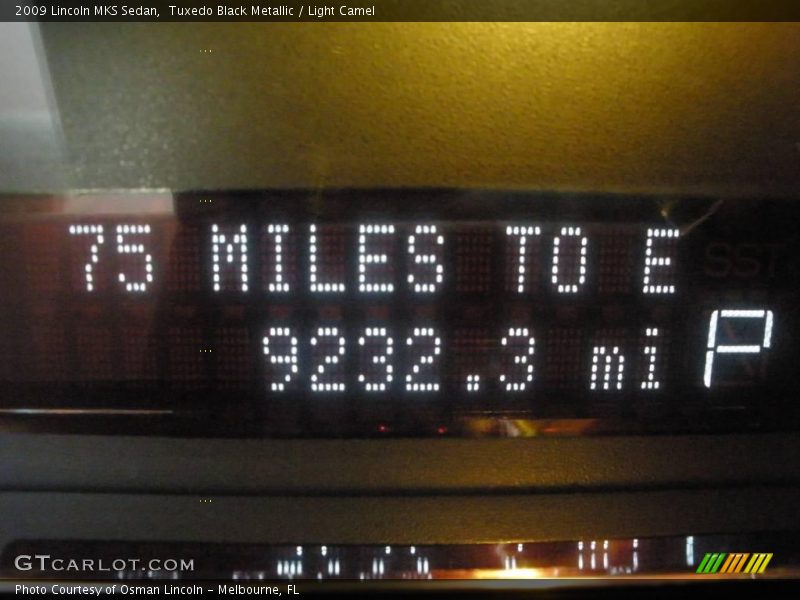 2009 Lincoln MKS Sedan,  Tuxedo Black Metallic / Light Camel
75 MILES TO E
SST
9232.3 mi
P
GTCARLOT.COM
Photo Courtesy of Osman Lincoln - Melbourne, FL